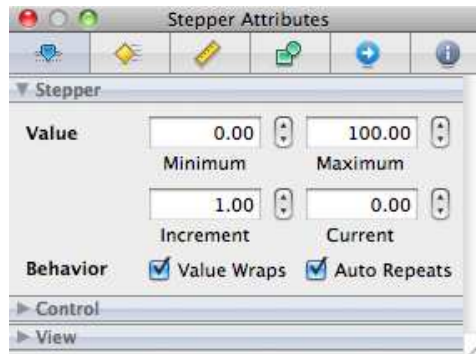 Stepper Attributes
Stepper
Value 0.00 100.00
Minimum Maximum
1.00 0.00
Increment Current
Behavior Value Wraps Auto Repeats
Control
View